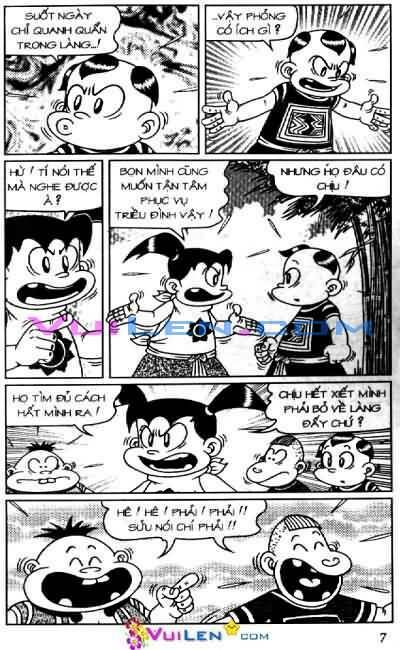 SUỐT NGÀY
CHỈ QUANH QUẨN
TRONG LÀNG..!
..VẬY PHỎNG
CÓ ÍCH GÌ?
HỪ! TÍ NÓI THẾ
MÀ NGHE ĐƯỢC
À?
BỌN MÌNH CŨNG
MUỐN TẬN TÂM
PHỤC VỤ
TRIỀU ĐÌNH VẬY!
NHƯNG HỌ ĐÂU CÓ
CHỊU!
VUILEN.COM
HỌ TÌM ĐỦ CÁCH
HẤT MÌNH RA!
CHỊU HẾT XIẾT MÌNH
PHẢI BỎ VỀ LÀNG
ĐẤY CHỨ?
HÊ! HÊ! PHẢI! PHẢI!!
SỬU NÓI CHÍ PHẢI!!
7
VUILEN.COM